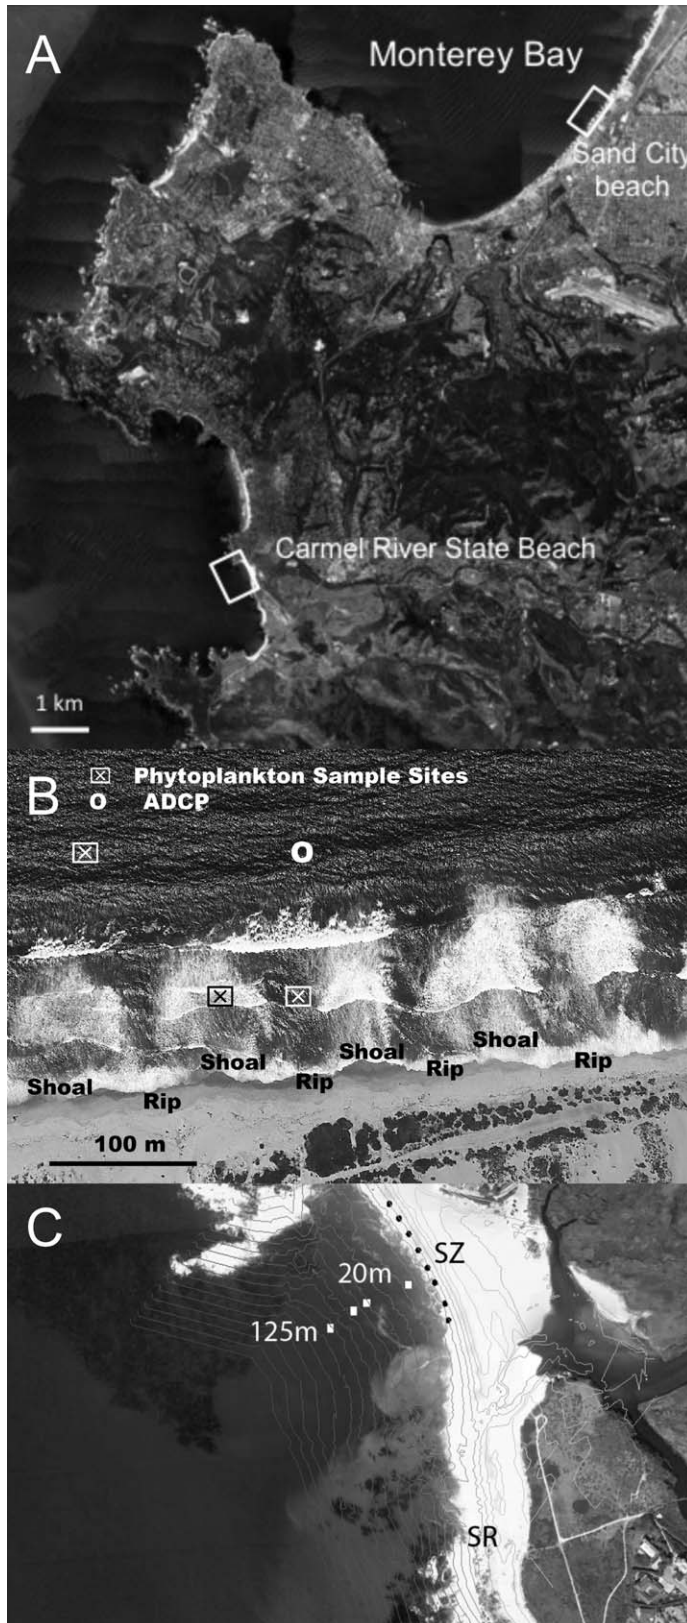 A
Monterey Bay
Sand City
beach
Carmel River State Beach
1 km
B
Phytoplankton Sample Sites
O ADCP
O
Shoal
Rip
Shoal
Rip
Shoal
Rip
Shoal
Rip
100 m
C
SZ
20m
125m
SR